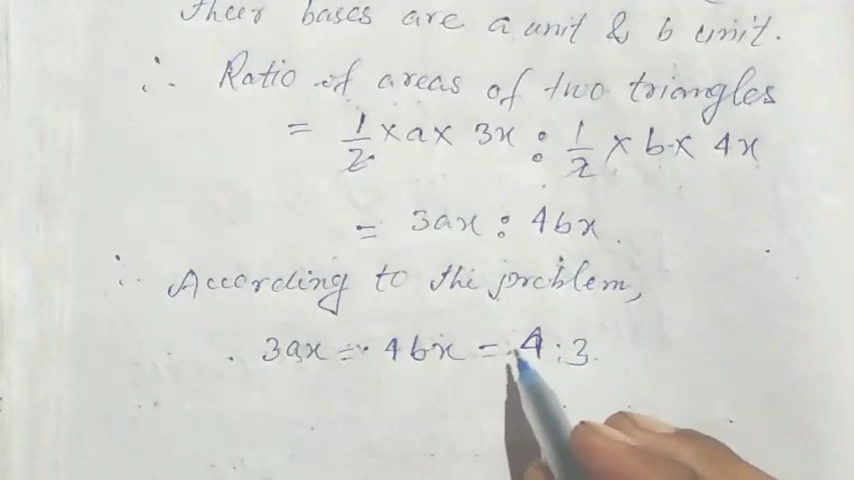 their bases are a unit & b unit.
∴ Ratio of areas of two triangles
= 1/2 × a × 3x : 1/2 × b × 4x
= 3ax : 4bx.
∴ According to the problem,
3ax = 4bx = 4 : 3.